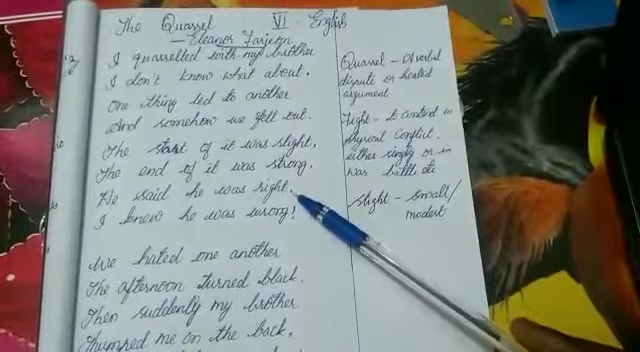 The Quarrel VI English
—Eleanor Farjeon
I quarrelled with my brother
I don't know what about,
One thing led to another
And somehow we fell out.
The start of it was slight,
The end of it was strong,
He said he was right,
I knew he was wrong!
We hated one another
The afternoon turned black.
Then suddenly my brother
Thumped me on the back,
Quarrel – A verbal
dispute or heated
argument
Fight – to contend in
physical conflict,
either singly or in
war, battle etc
slight – small/
modest